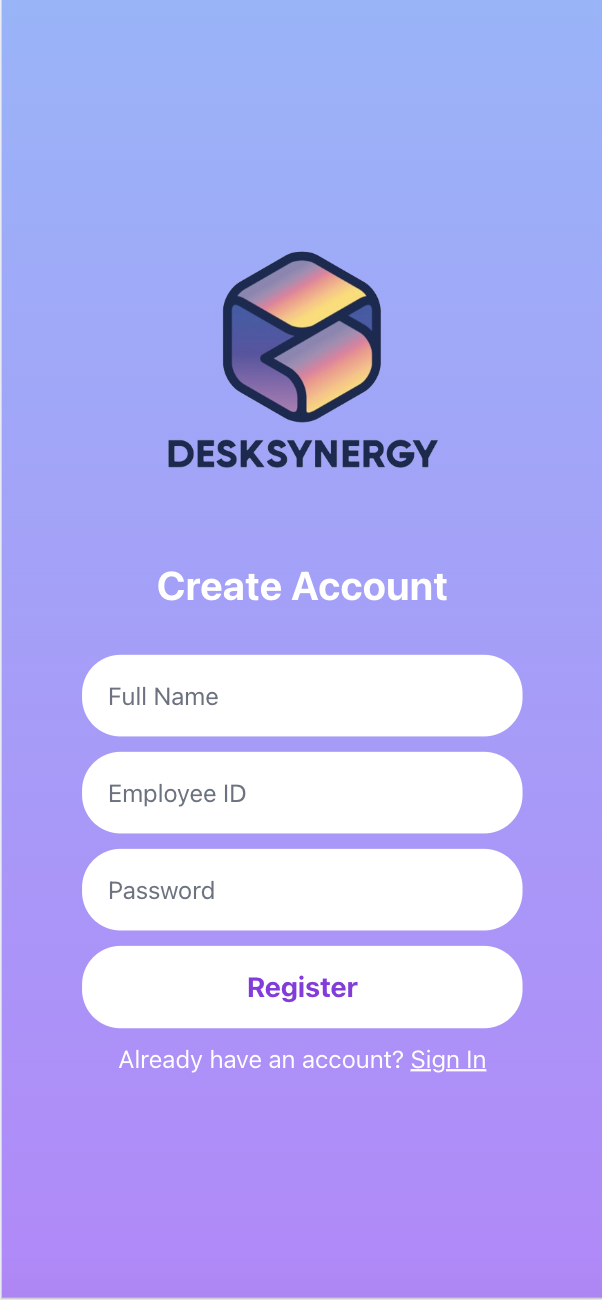 DESKSYNERGY
Create Account
Full Name
Employee ID
Password
Register
Already have an account? Sign In